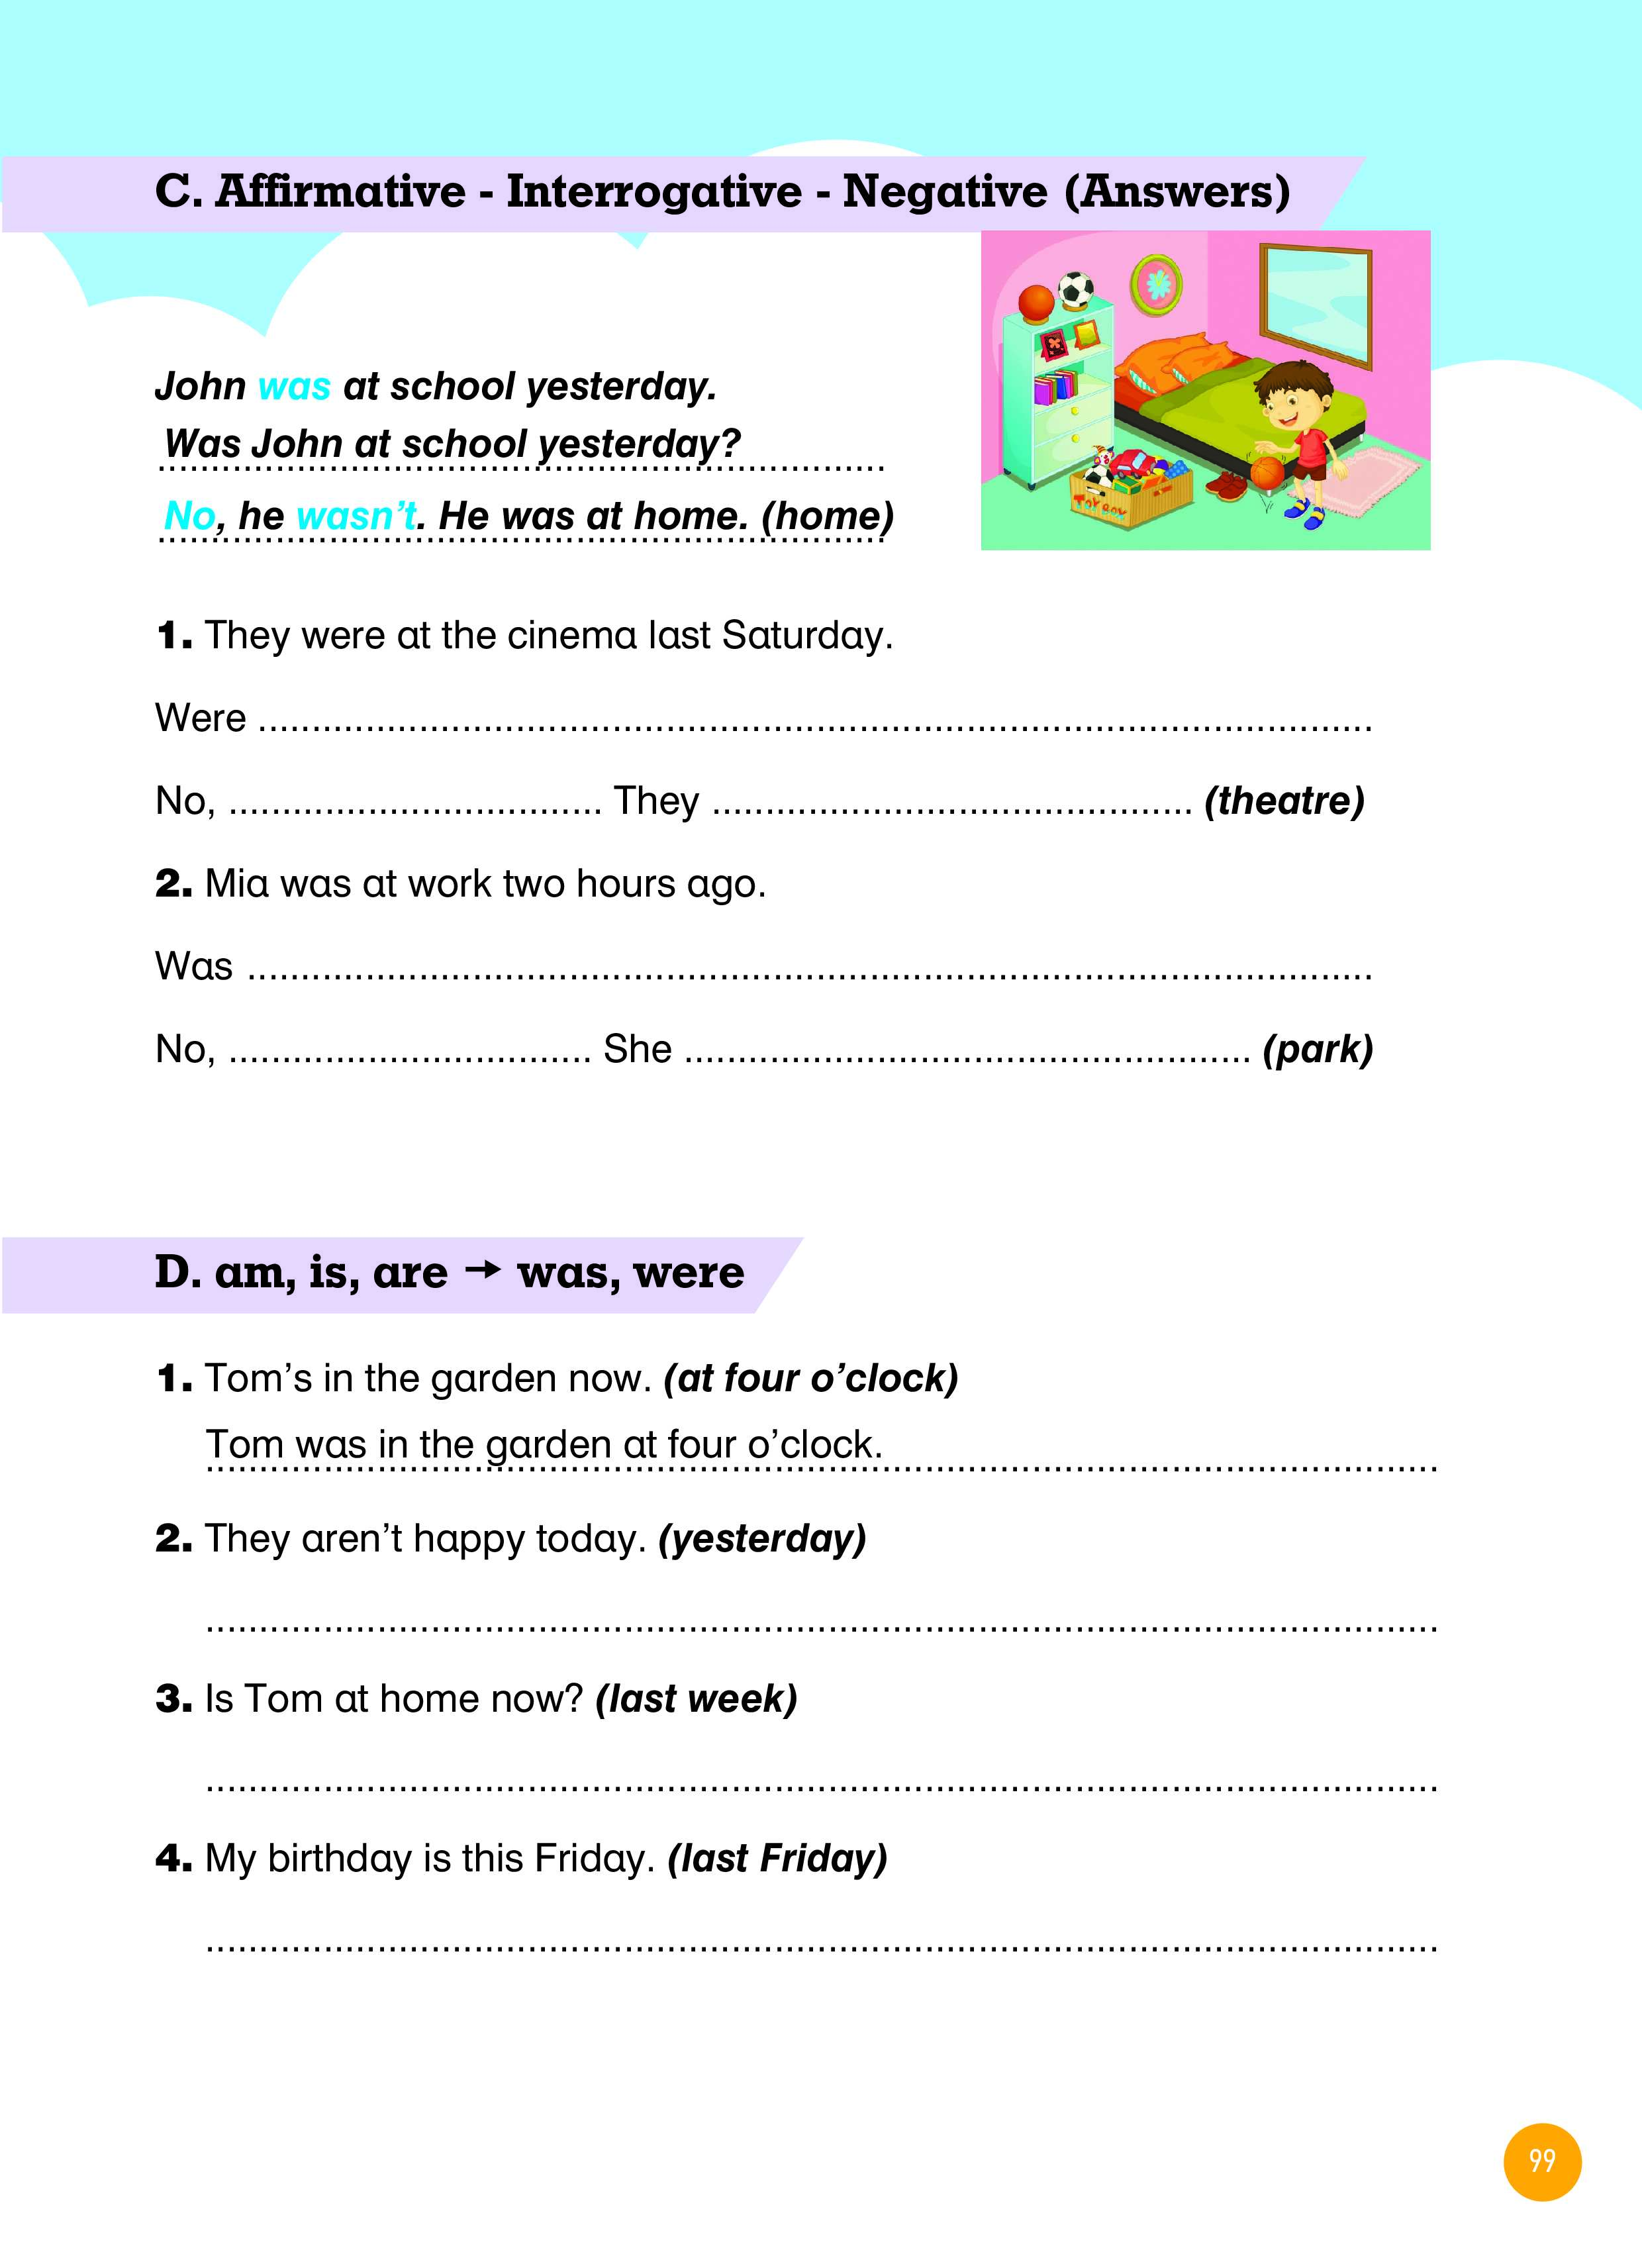 C. Affirmative - Interrogative - Negative (Answers)
John was at school yesterday.
Was John at school yesterday?
No, he wasn't. He was at home. (home)
Toy box
1. They were at the cinema last Saturday.
Were ........................................................................................................
No, ................................... They ............................................. (theatre)
2. Mia was at work two hours ago.
Was .........................................................................................................
No, .................................. She ..................................................... (park)
D. am, is, are → was, were
1. Tom's in the garden now. (at four o'clock)
Tom was in the garden at four o'clock.
2. They aren't happy today. (yesterday)
...................................................................................................................
3. Is Tom at home now? (last week)
...................................................................................................................
4. My birthday is this Friday. (last Friday)
...................................................................................................................
99